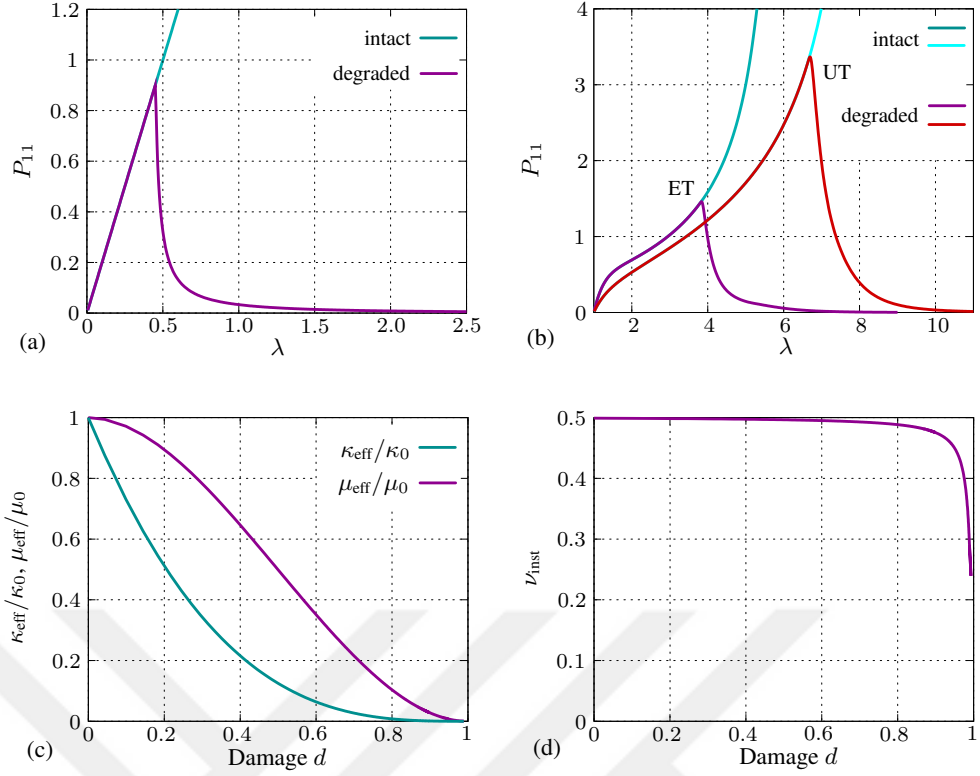 1.2
1
0.8
0.6
0.4
0.2
0
P₁₁
intact
degraded
0 0.5 1.0 1.5 2.0 2.5
(a)
λ
4
3
2
1
0
P₁₁
intact
UT
degraded
ET
2 4 6 8 10
(b)
λ
1
0.8
0.6
0.4
0.2
0
κeff/κ₀, μeff/μ₀
κeff/κ₀
μeff/μ₀
0 0.2 0.4 0.6 0.8 1
(c)
Damage d
0.5
0.4
0.3
0.2
0.1
0
νinst
0 0.2 0.4 0.6 0.8 1
(d)
Damage d